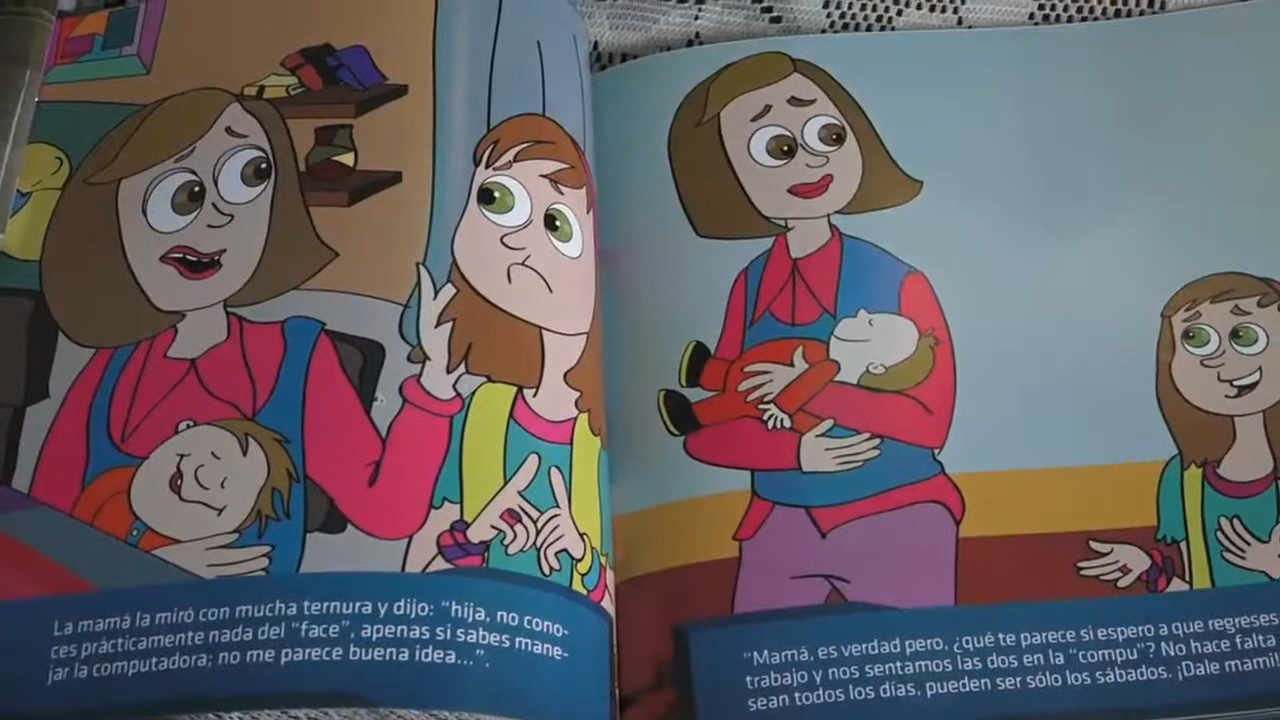 La mamá la miró con mucha ternura y dijo: "hija, no cono-
ces prácticamente nada del "face", apenas si sabes mane-
jar la computadora; no me parece buena idea...".
"Mamá, es verdad pero, ¿qué te parece si espero a que regreses
trabajo y nos sentamos las dos en la "compu"? No hace falta
sean todos los días, pueden ser sólo los sábados. ¡Dale mami!